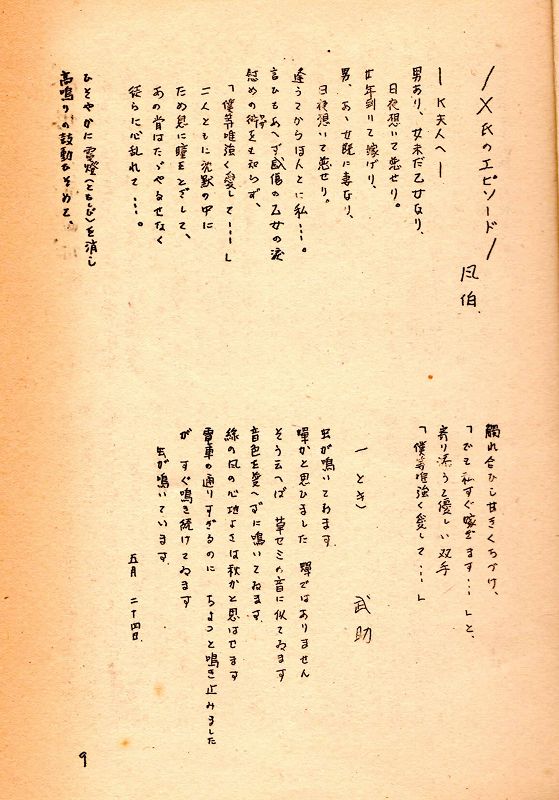 /X氏のエピソード/
風伯
―K夫人へ―
男あり、女未だ乙女なり、
日夜想いて悲せり。
廿年到りて嫁げり、
男、あゝ女既に妻なり、
日夜想いて悲せり。
逢うてからほんとに私…。
言ひもあへず感傷の乙女の涙
慰めの術をも知らず、
「僕等唯強く愛して…」
二人ともに沈默の中に
ため息に瞳をとざして、
あの宵はたゞやるせなく
徒らに心乱れて…。
ひそやかに電燈(ともしび)を消し
高鳴りの鼓動ひそめて、
觸れ合ひし甘きくちづけ、
「でも私すぐ嫁ぎます…」と、
寄り添うて優しい双手
「僕等唯強く愛して…」
一とき
武助
虫が鳴いてゐます
蟬かと思ひました 蟬ではありません
そう云へば 草セミの音に似てゐます
音色を変へずに鳴いてゐます
緑の風の心地よさは秋かと思はせます
電車の通りすぎるのに ちよつと鳴き止みました
が すぐ鳴き続けてゐます
虫が鳴いています
五月 二十四日
9